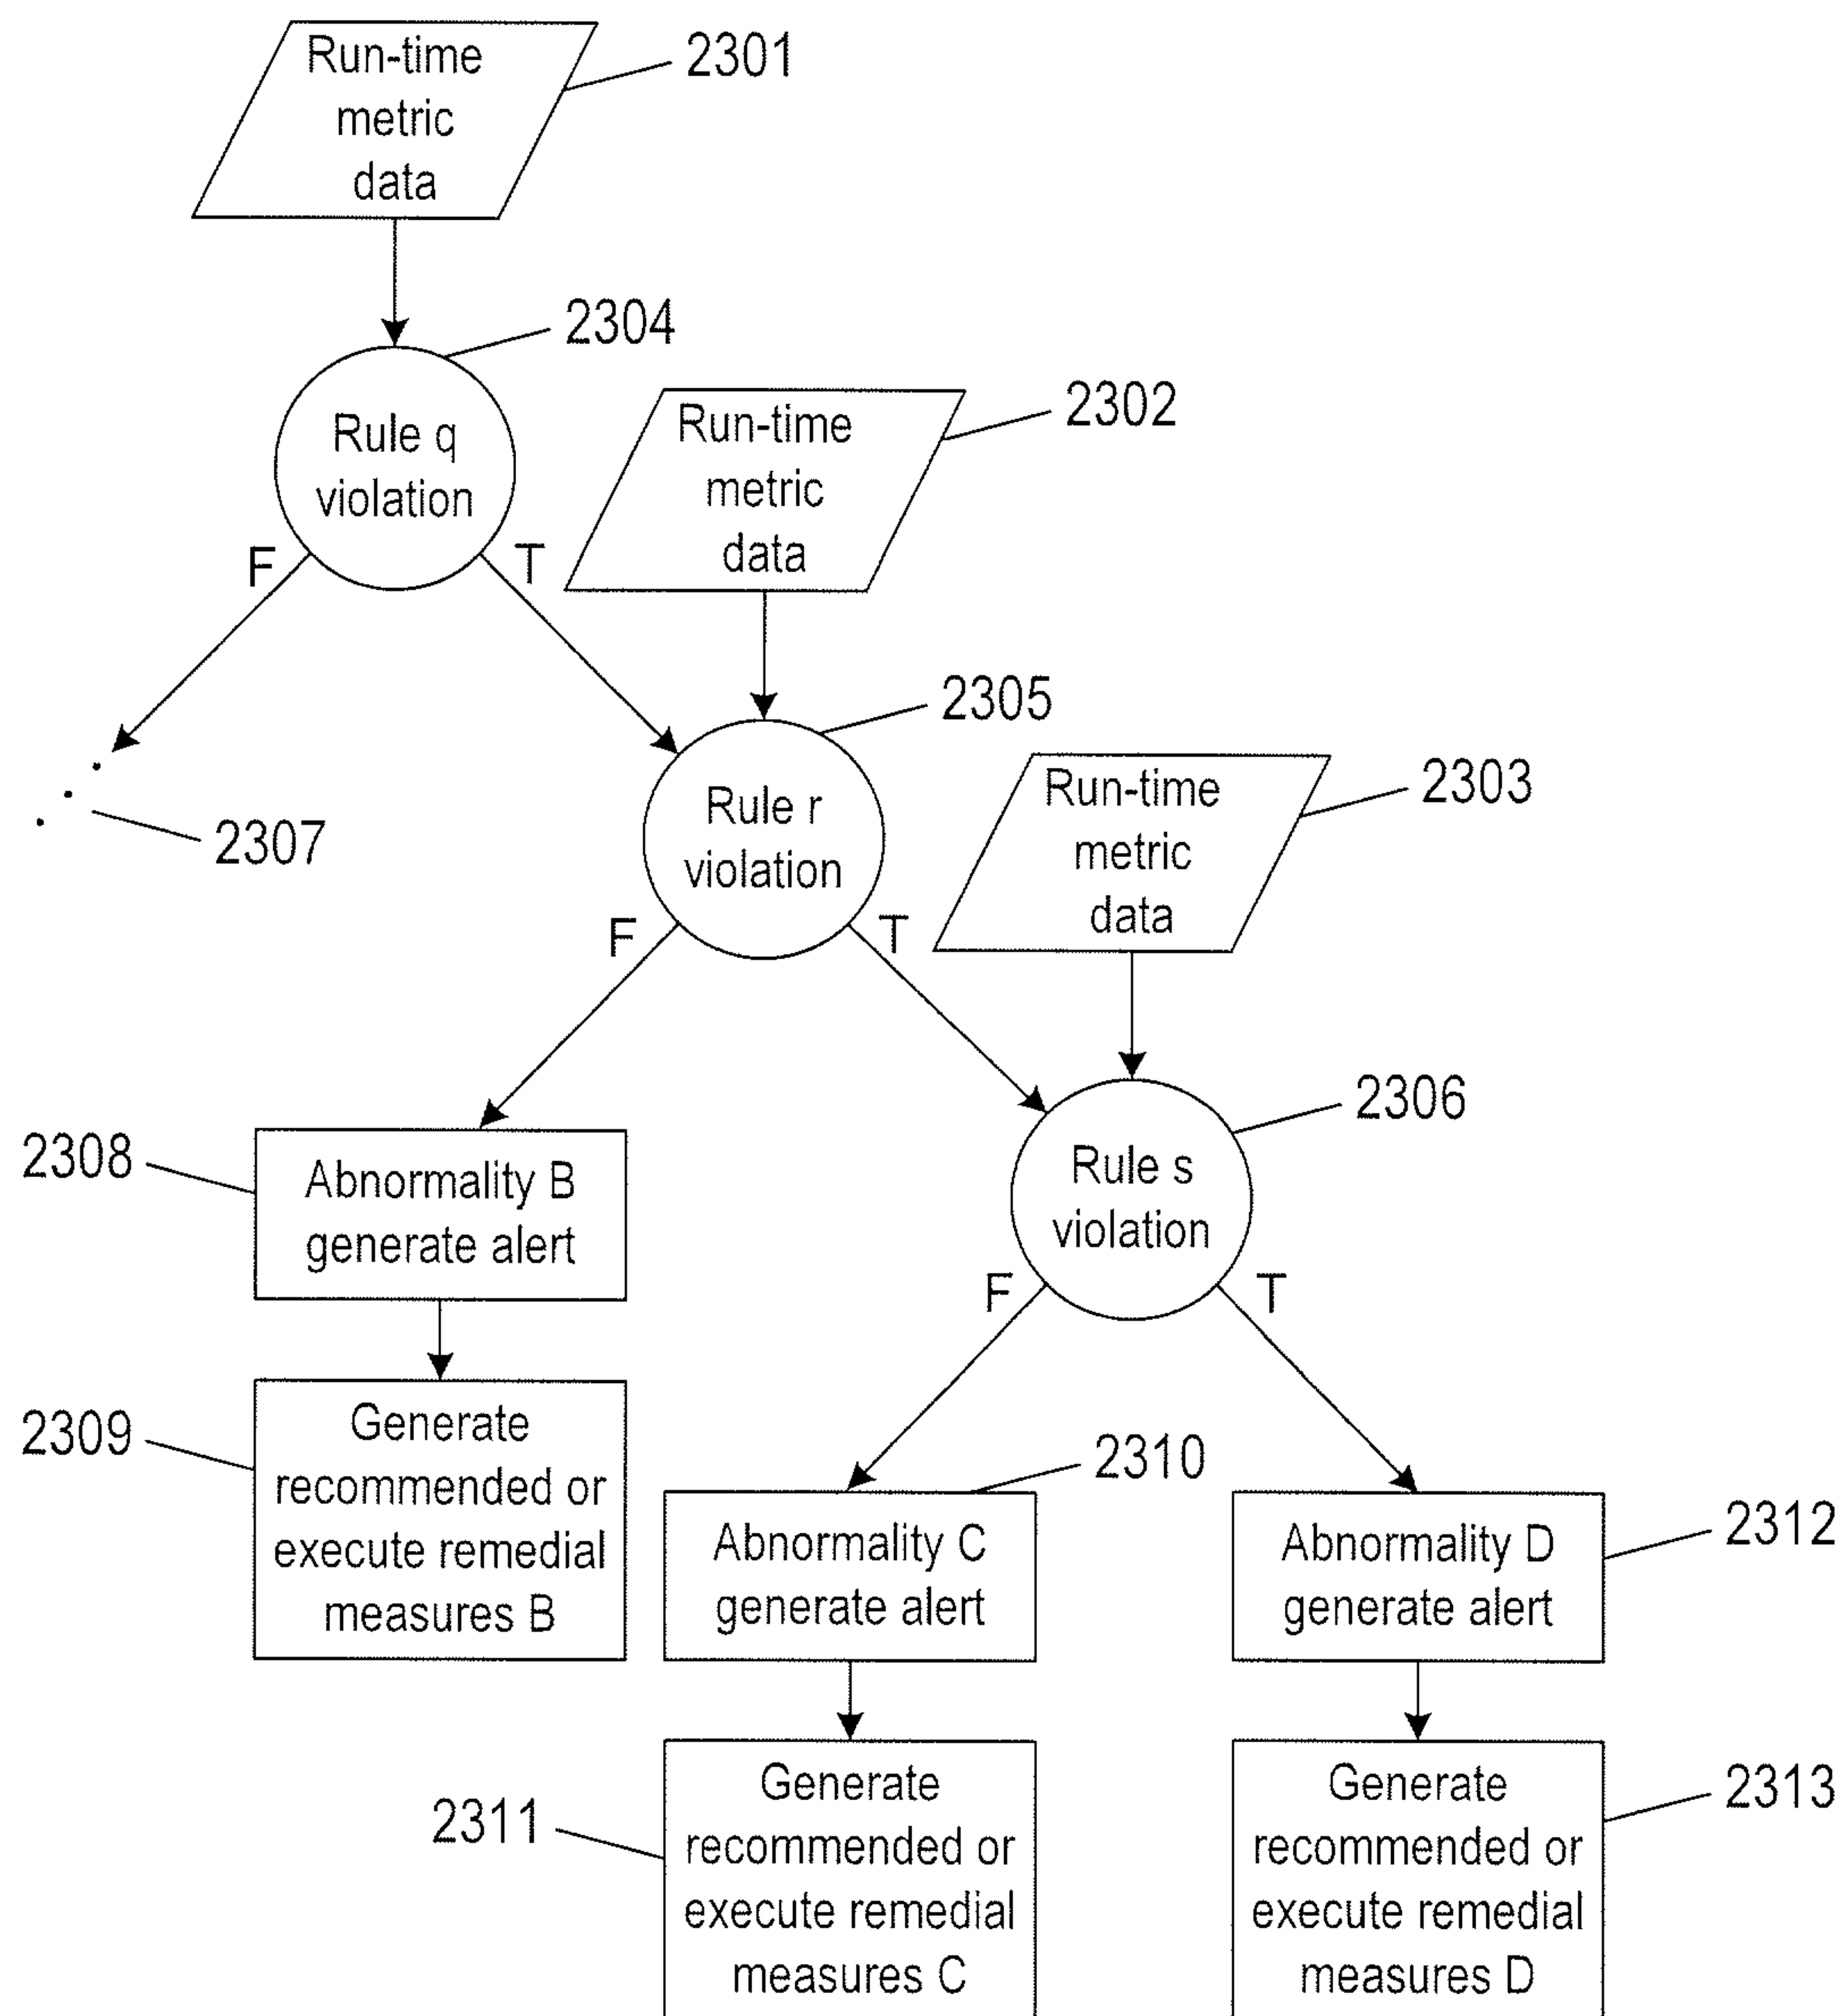 Run-time
metric
data
2301
2304
Rule q
violation
F
T
Run-time
metric
data
2302
2305
Rule r
violation
F
T
2307
Run-time
metric
data
2303
2306
Rule s
violation
F
T
2308
Abnormality B
generate alert
2309
Generate
recommended or
execute remedial
measures B
2310
Abnormality C
generate alert
2312
Abnormality D
generate alert
2311
Generate
recommended or
execute remedial
measures C
2313
Generate
recommended or
execute remedial
measures D